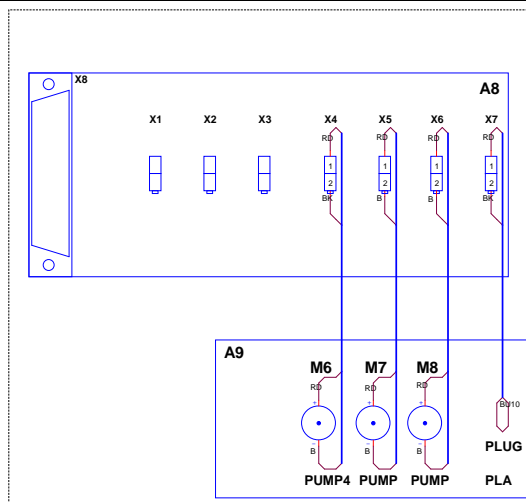 X8
A8
X1 X2 X3 X4 X5 X6 X7
RD RD RD RD
1 1 1 1
2 2 2 2
BK B B BK
A9
M6 M7 M8
RD RD RD
BU10
+ + +
- - -
B B B
PLUG
PUMP4 PUMP PUMP PLA